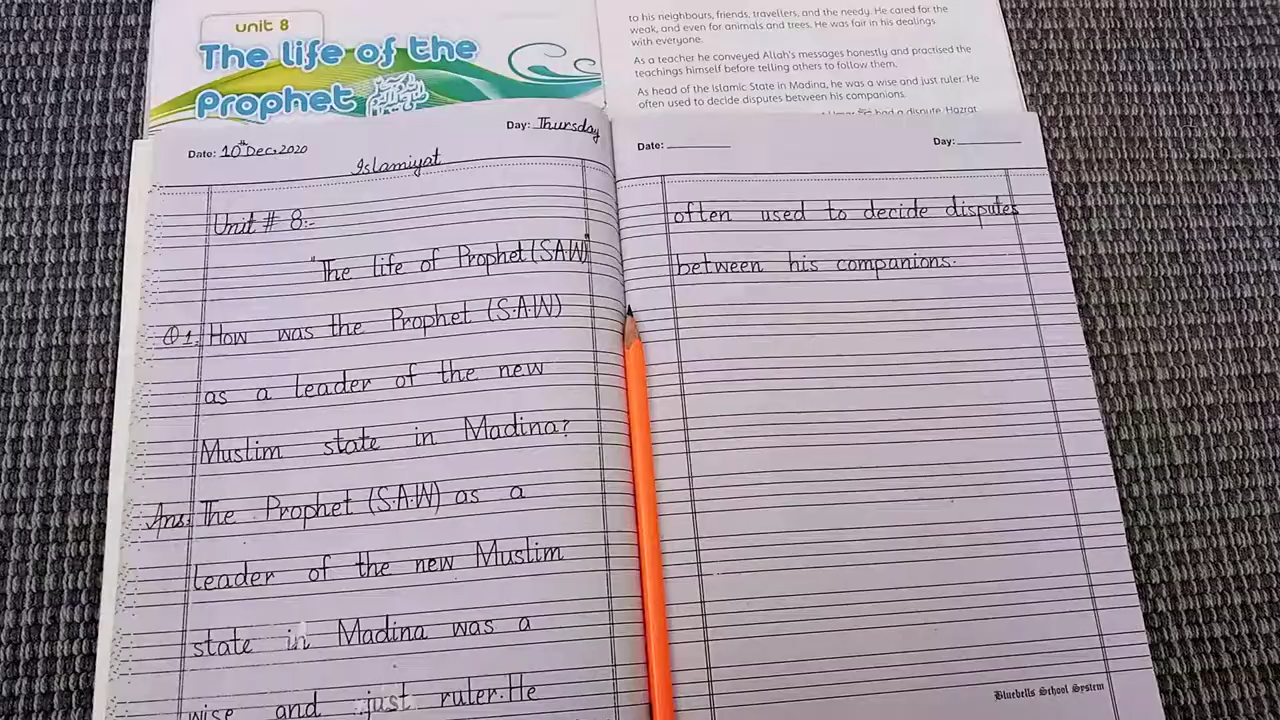 unit 8
The life of the
Prophet
to his neighbours, friends, travellers, and the needy. He cared for the
weak, and even for animals and trees. He was fair in his dealings
with everyone.
As a teacher he conveyed Allah's messages honestly and practised the
teachings himself before telling others to follow them.
As head of the Islamic State in Madina, he was a wise and just ruler. He
often used to decide disputes between his companions.
had a dispute. Hazrat
Date: 10th Dec, 2020
Day: Thursday
Islamiyat
Unit # 8:-
"The life of Prophet (S.A.W)"
Q1. How was the Prophet (S.A.W)
as a leader of the new
Muslim state in Madina?
Ans: The Prophet (S.A.W) as a
leader of the new Muslim
state in Madina was a
wise and just ruler. He
Date:
Day:
often used to decide disputes
between his companions.
Bluebells School System